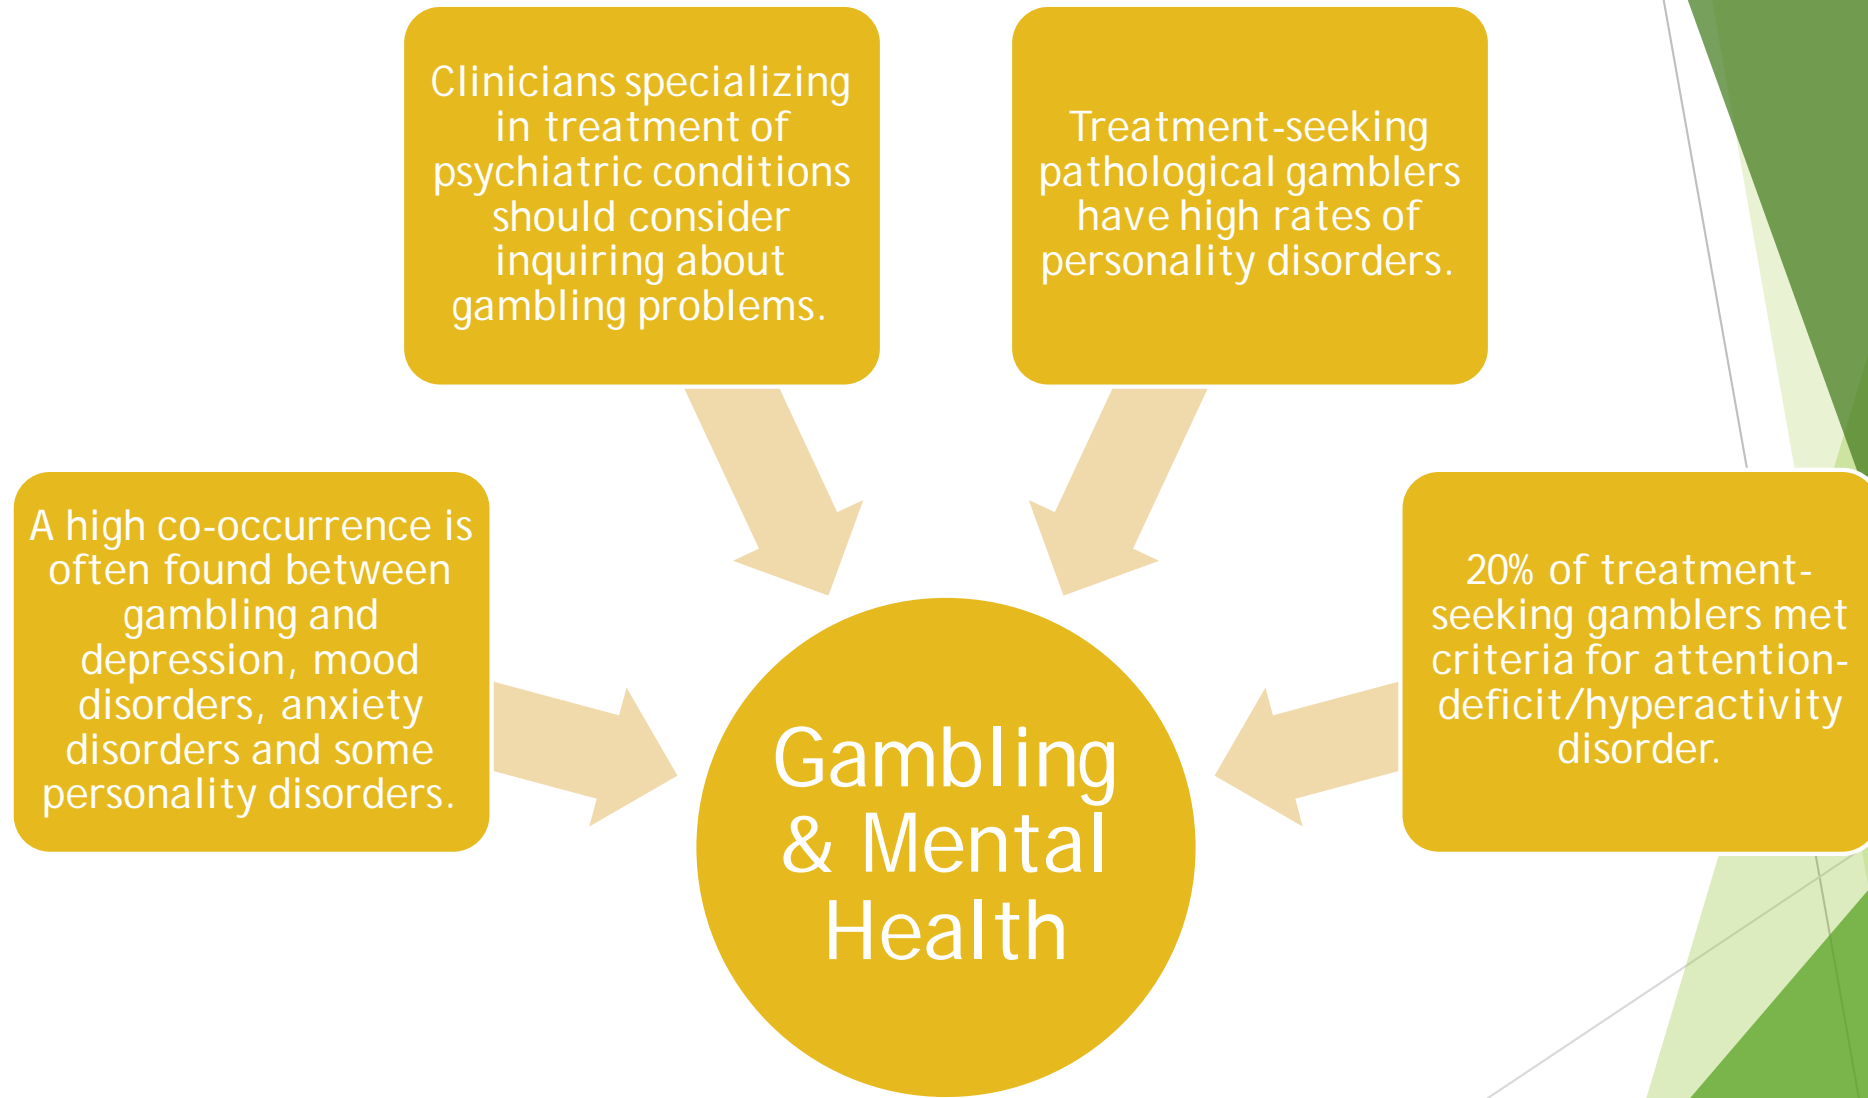 Clinicians specializing
in treatment of
psychiatric conditions
should consider
inquiring about
gambling problems.
Treatment-seeking
pathological gamblers
have high rates of
personality disorders.
A high co-occurrence is
often found between
gambling and
depression, mood
disorders, anxiety
disorders and some
personality disorders.
20% of treatment-
seeking gamblers met
criteria for attention-
deficit/hyperactivity
disorder.
Gambling
& Mental
Health